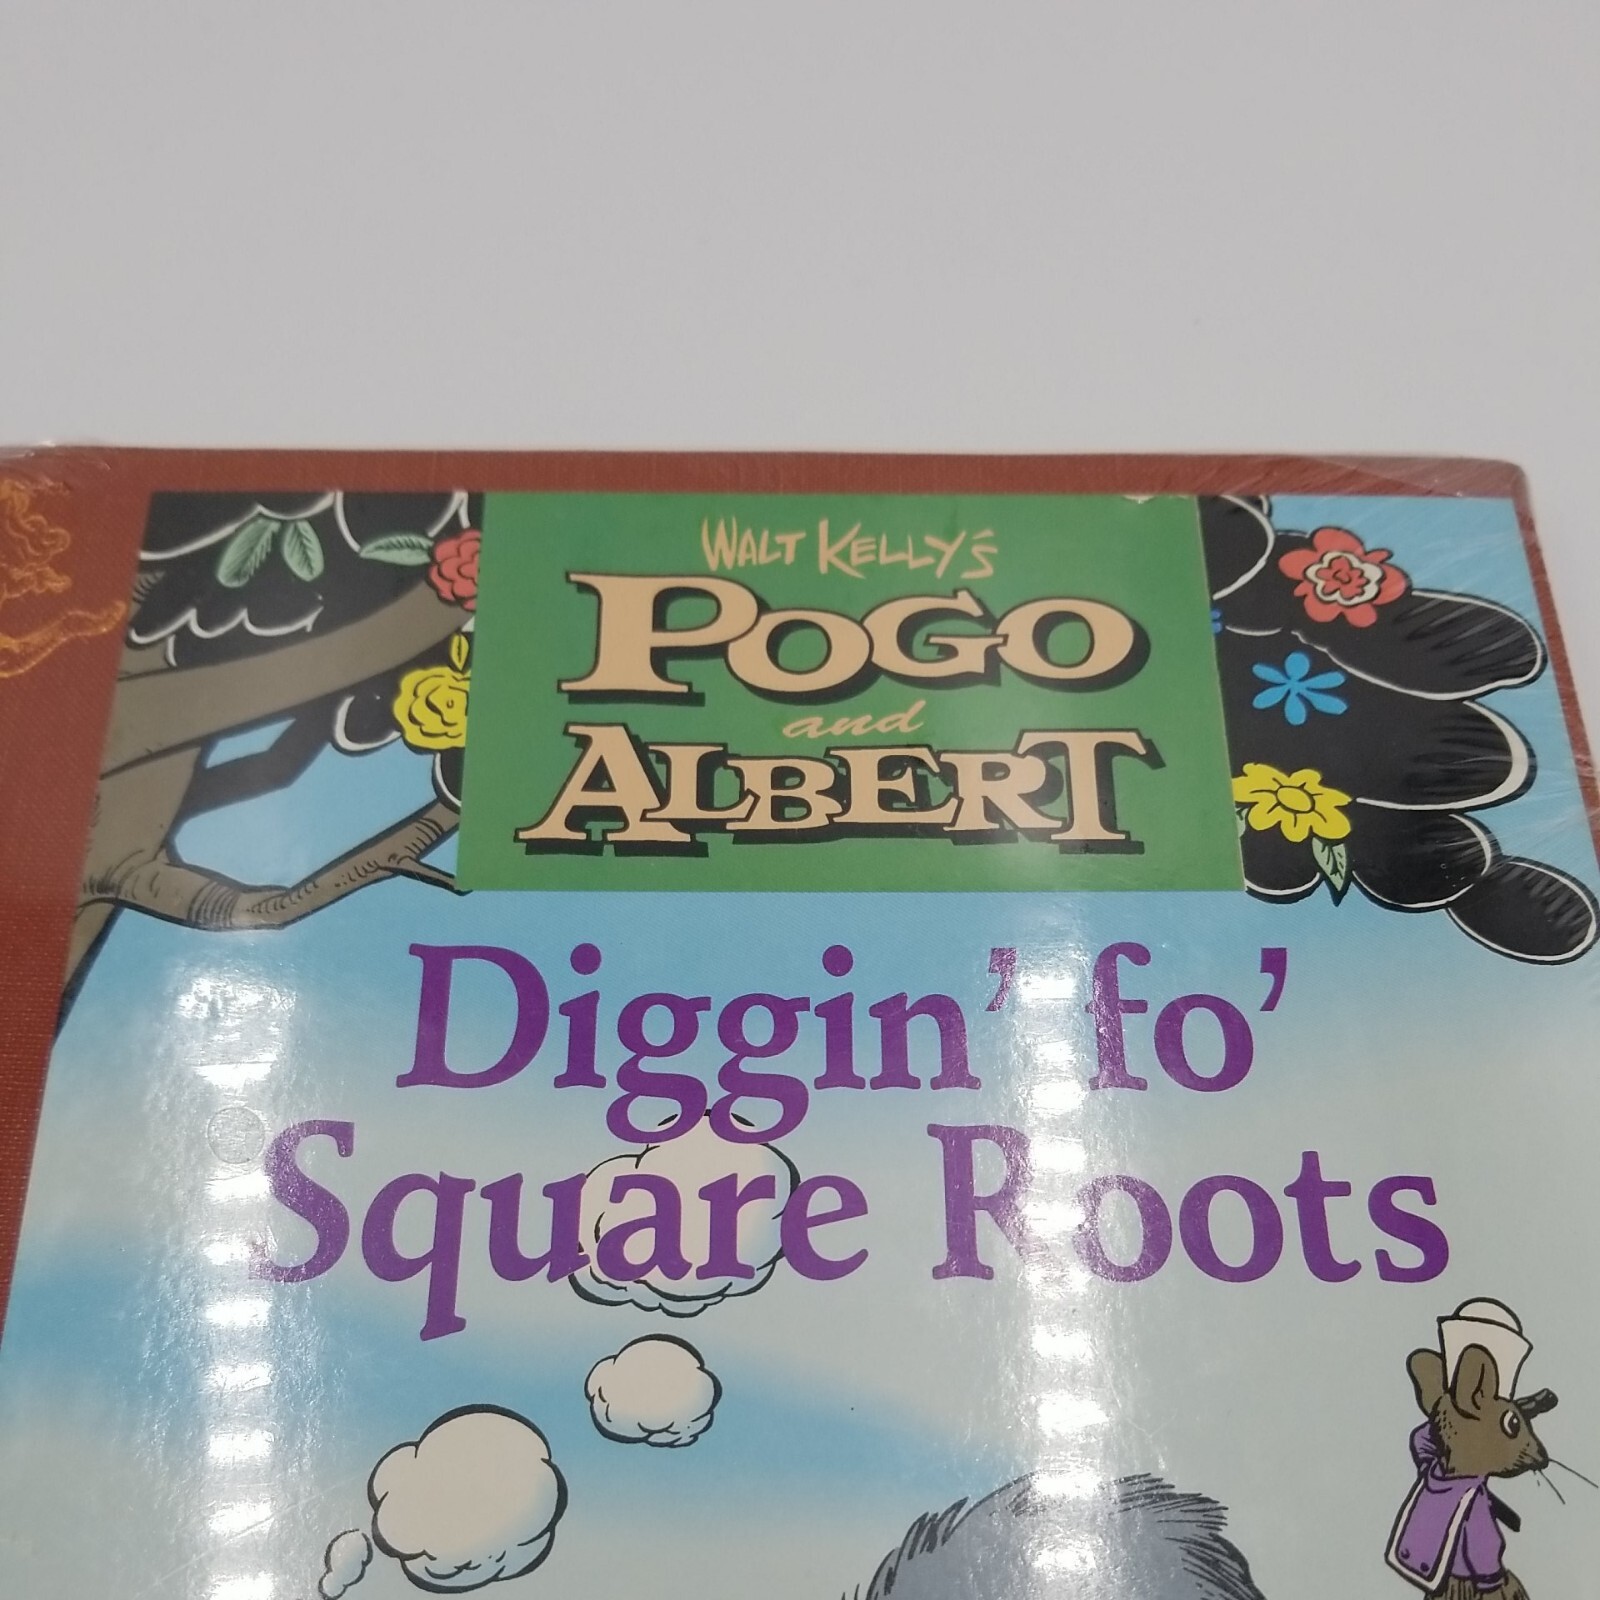 WALT KELLY'S
POGO
and
ALBERT
Diggin' fo'
Square Roots